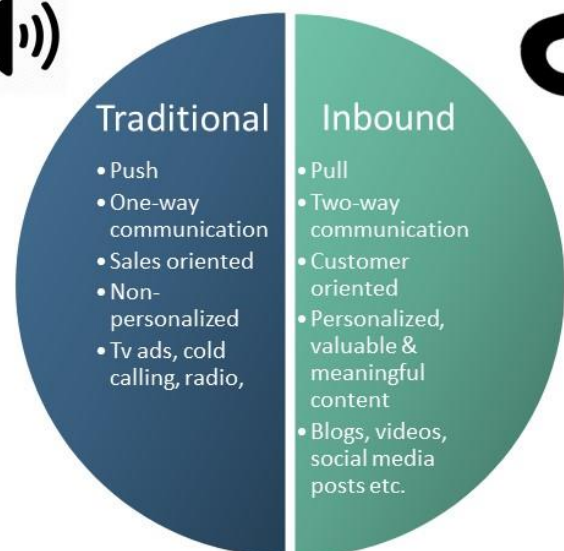 Traditional
• Push
• One-way
communication
• Sales oriented
• Non-
personalized
• Tv ads, cold
calling, radio,
Inbound
• Pull
• Two-way
communication
• Customer
oriented
• Personalized,
valuable &
meaningful
content
• Blogs, videos,
social media
posts etc.